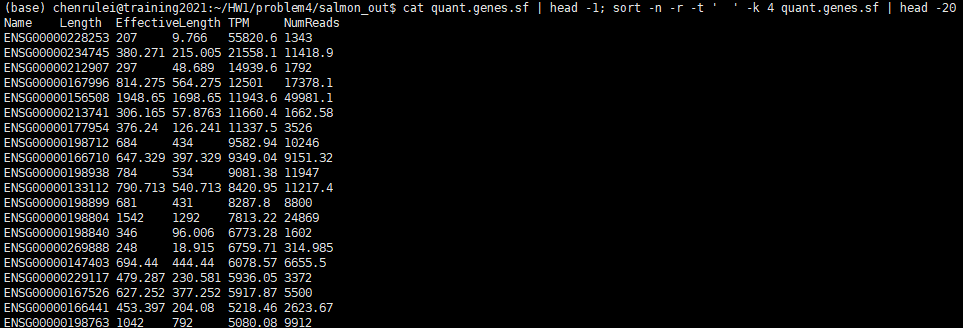 (base) chenrulei@training2021:~/HW1/problem4/salmon_out$ cat quant.genes.sf | head -1; sort -n -r -t '  ' -k 4 quant.genes.sf | head -20
Name Length EffectiveLength TPM NumReads
ENSG00000228253 207 9.766 55820.6 1343
ENSG00000234745 380.271 215.005 21558.1 11418.9
ENSG00000212907 297 48.689 14939.6 1792
ENSG00000167996 814.275 564.275 12501 17378.1
ENSG00000156508 1948.65 1698.65 11943.6 49981.1
ENSG00000213741 306.165 57.8763 11660.4 1662.58
ENSG00000177954 376.24 126.241 11337.5 3526
ENSG00000198712 684 434 9582.94 10246
ENSG00000166710 647.329 397.329 9349.04 9151.32
ENSG00000198938 784 534 9081.38 11947
ENSG00000133112 790.713 540.713 8420.95 11217.4
ENSG00000198899 681 431 8287.8 8800
ENSG00000198804 1542 1292 7813.22 24869
ENSG00000198840 346 96.006 6773.28 1602
ENSG00000269888 248 18.915 6759.71 314.985
ENSG00000147403 694.44 444.44 6078.57 6655.5
ENSG00000229117 479.287 230.581 5936.05 3372
ENSG00000167526 627.252 377.252 5917.87 5500
ENSG00000166441 453.397 204.08 5218.46 2623.67
ENSG00000198763 1042 792 5080.08 9912